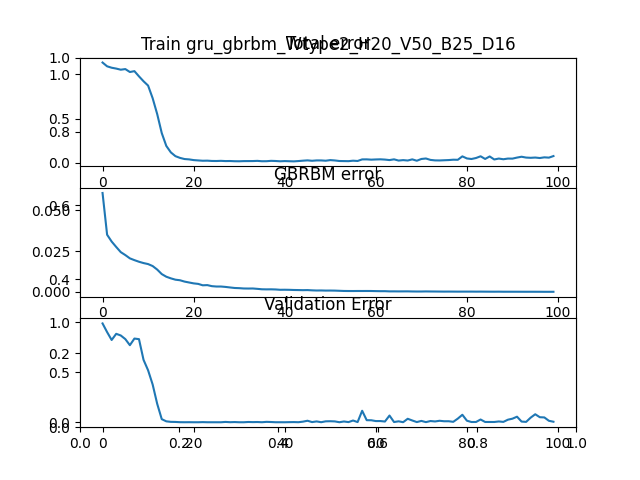 Train gru_gbrbm_Wtype2_H20_V50_B25_D16
Total error
1.0
1.0
0.5
0.8
0.0
0 20 40 60 80 100
GBRBM error
0.6
0.050
0.025
0.4
0.000
0 20 40 60 80 100
Validation Error
1.0
0.2
0.5
0.0
0.0
0.0 0 0.2 20 0.4 40 0.6 60 0.8 80 100 1.0